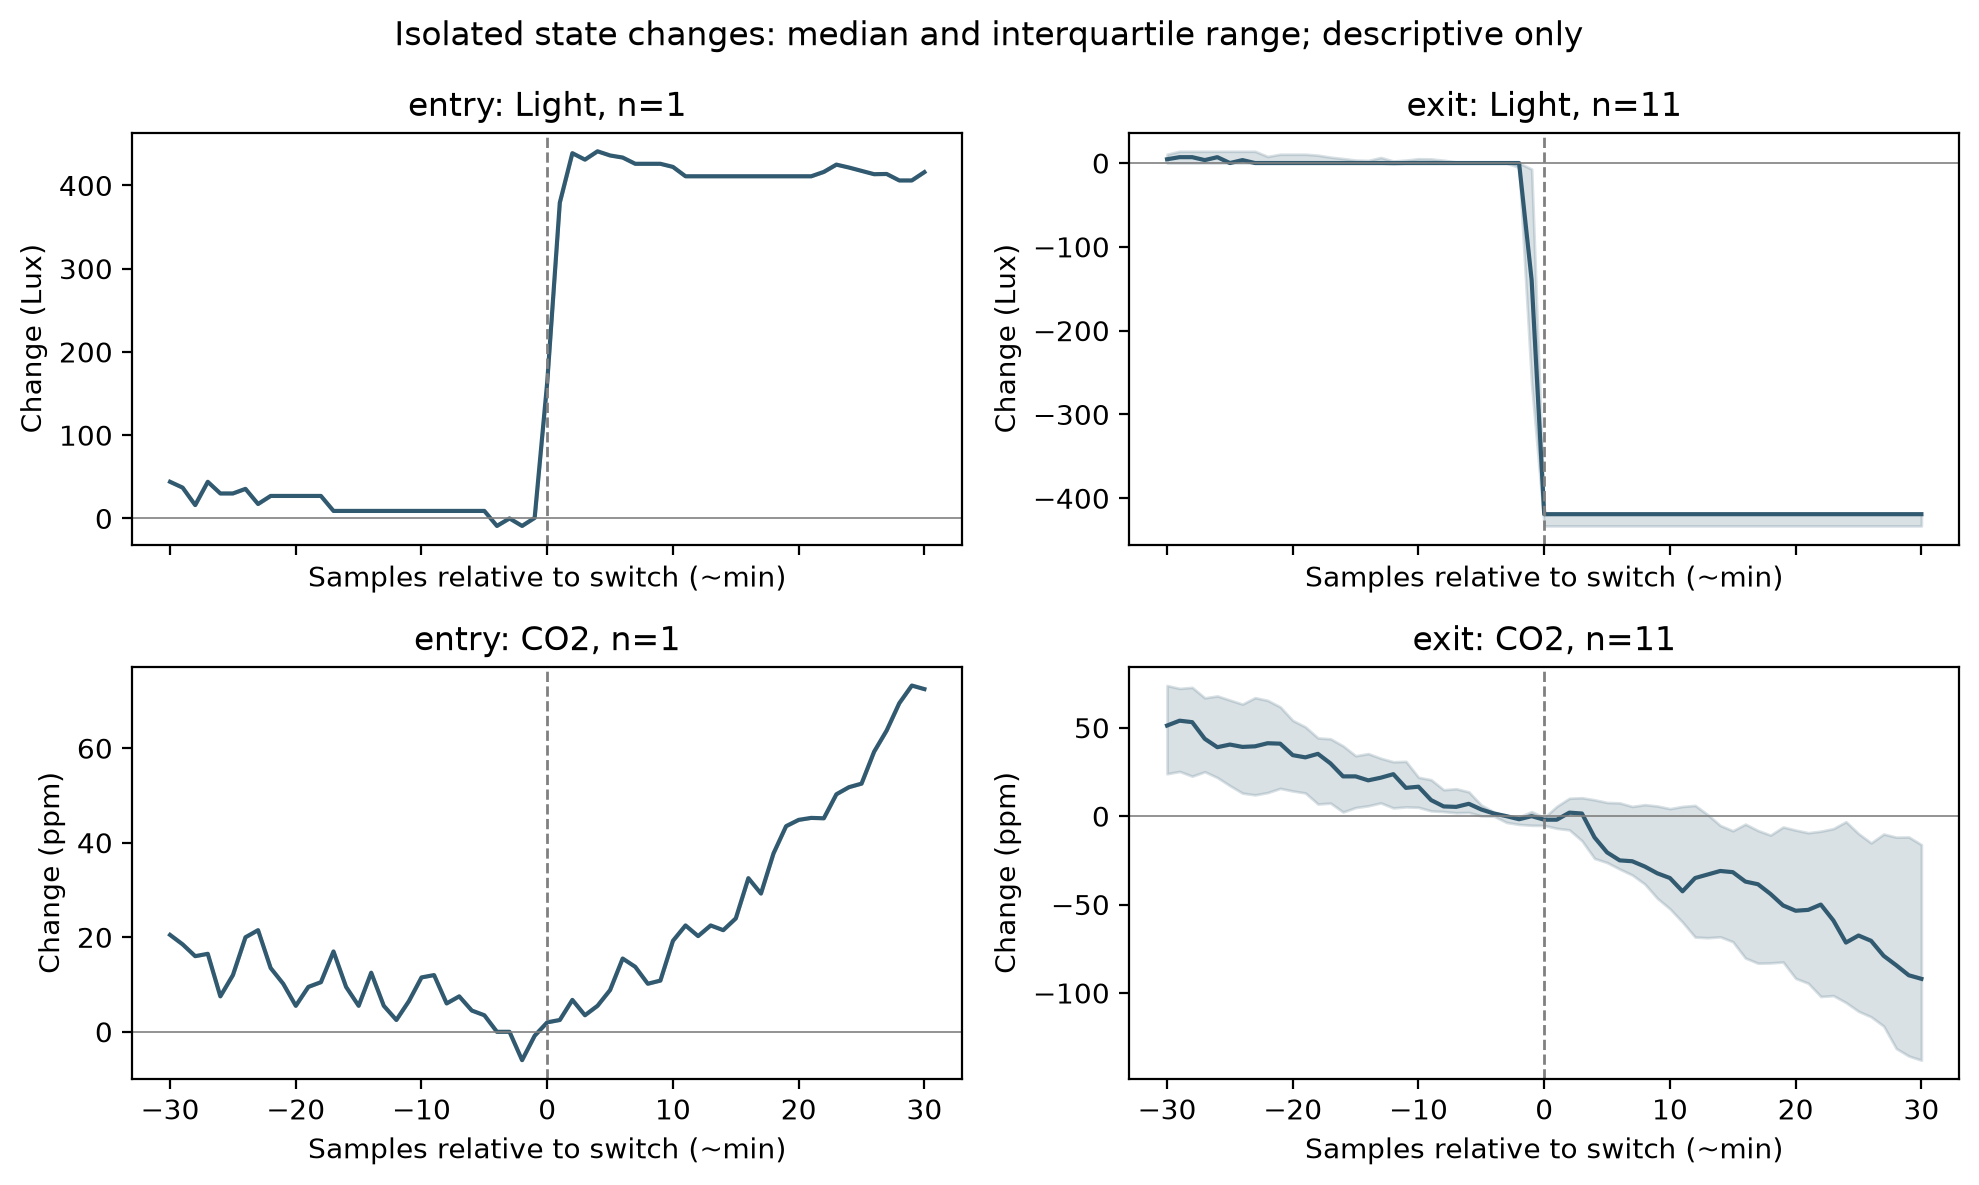 Isolated state changes: median and interquartile range; descriptive only
entry: Light, n=1
Change (Lux)
400
300
200
100
0
Samples relative to switch (~min)
exit: Light, n=11
Change (Lux)
0
−100
−200
−300
−400
Samples relative to switch (~min)
entry: CO2, n=1
Change (ppm)
60
40
20
0
−30 −20 −10 0 10 20 30
Samples relative to switch (~min)
exit: CO2, n=11
Change (ppm)
50
0
−50
−100
−30 −20 −10 0 10 20 30
Samples relative to switch (~min)